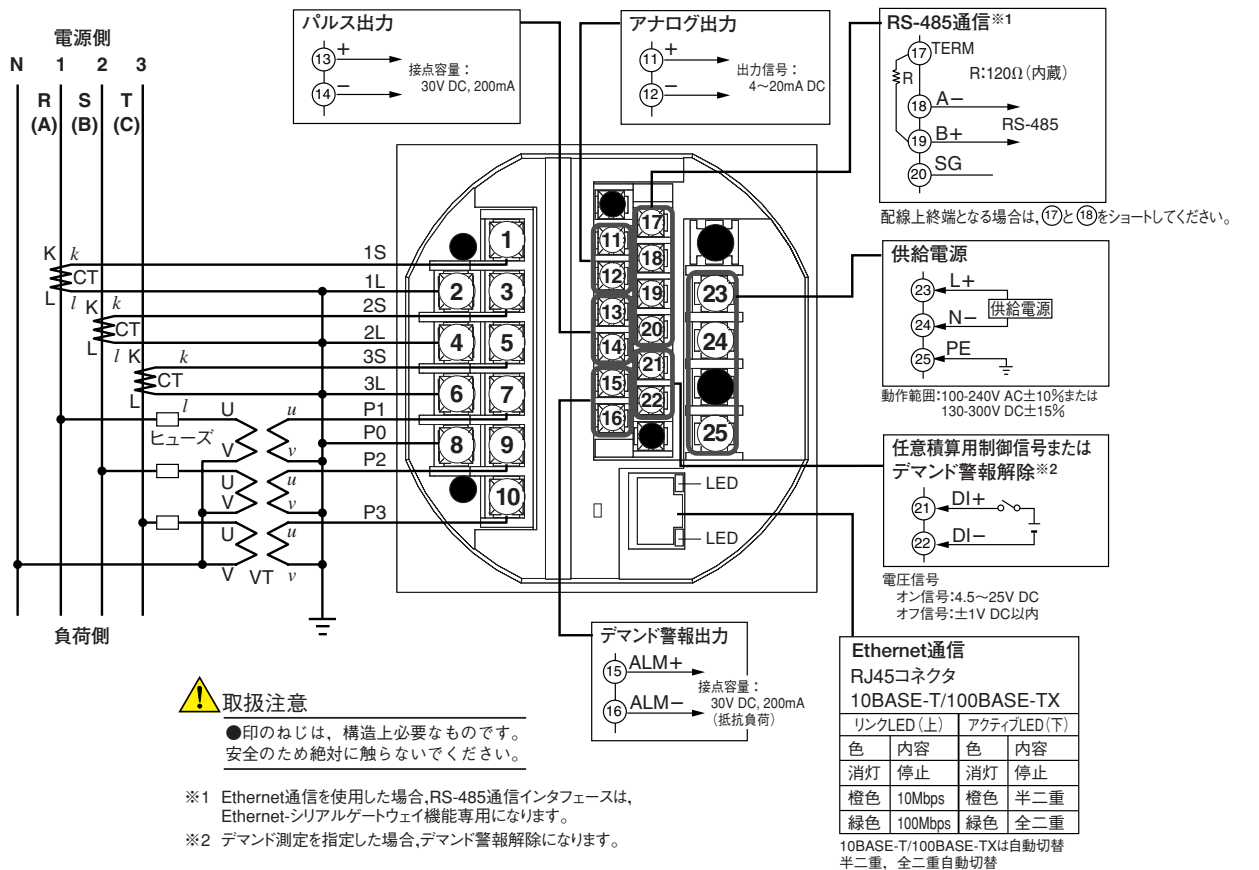 電源側
N 1 2 3
R S T
(A) (B) (C)
パルス出力
13 +
14 −
接点容量：
30V DC, 200mA
アナログ出力
11 +
12 −
出力信号：
4～20mA DC
RS-485通信※1
17 TERM
R
R:120Ω（内蔵）
18 A−
19 B+
RS-485
20 SG
配線上終端となる場合は，⑰と⑱をショートしてください。
K k
CT
L l
K k
CT
L l
K k
CT
L l
1S
1L
2S
2L
3S
3L
P1
P0
P2
P3
ヒューズ
U u
V v
U u
V v
U u
V VT v
負荷側
1
2 3
4 5
6 7
8 9
10
11
12
13
14
15
16
17
18
19
20
21
22
23
24
25
LED
LED
供給電源
23 L+
24 N−
供給電源
25 PE
動作範囲:100-240V AC±10%または
130-300V DC±15%
任意積算用制御信号または
デマンド警報解除※2
21 DI+
22 DI−
電圧信号
オン信号:4.5～25V DC
オフ信号:±1V DC以内
デマンド警報出力
15 ALM+
16 ALM−
接点容量：
30V DC, 200mA
（抵抗負荷）
Ethernet通信
RJ45コネクタ
10BASE-T/100BASE-TX
リンクLED（上） アクティブLED（下）
色 内容 色 内容
消灯 停止 消灯 停止
橙色 10Mbps 橙色 半二重
緑色 100Mbps 緑色 全二重
10BASE-T/100BASE-TXは自動切替
半二重，全二重自動切替
取扱注意
●印のねじは，構造上必要なものです。
安全のため絶対に触らないでください。
※1 Ethernet通信を使用した場合,RS-485通信インタフェースは,
Ethernet-シリアルゲートウェイ機能専用になります。
※2 デマンド測定を指定した場合,デマンド警報解除になります。